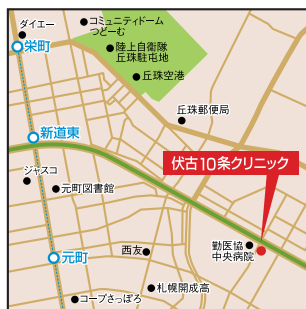 ダイエー
コミュニティドーム
つどーむ
栄町
陸上自衛隊
丘珠駐屯地
丘珠空港
丘珠郵便局
新道東
伏古10条クリニック
ジャスコ
元町図書館
元町
西友
勤医協
中央病院
札幌開成高
コープさっぽろ